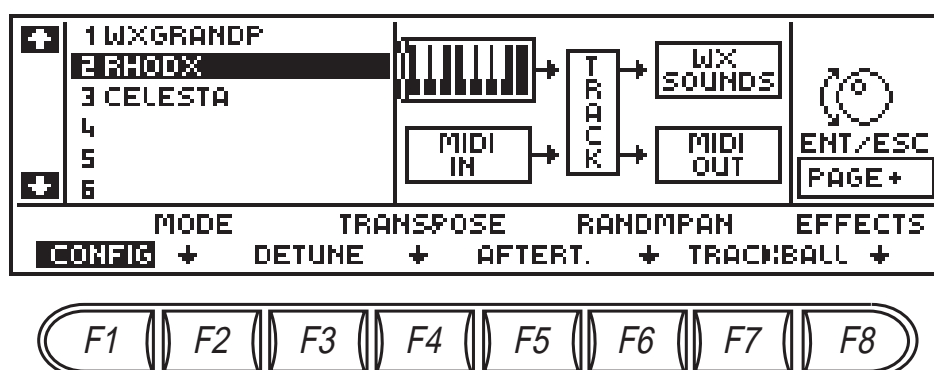 1 WXGRANDP
2 RHODX
3 CELESTA
4
5
6
TRACK
WX
SOUNDS
MIDI
IN
MIDI
OUT
ENT/ESC
PAGE+
MODE TRANSPOSE RANDMPAN EFFECTS
CONFIG DETUNE AFTERT. TRACKBALL
F1 F2 F3 F4 F5 F6 F7 F8